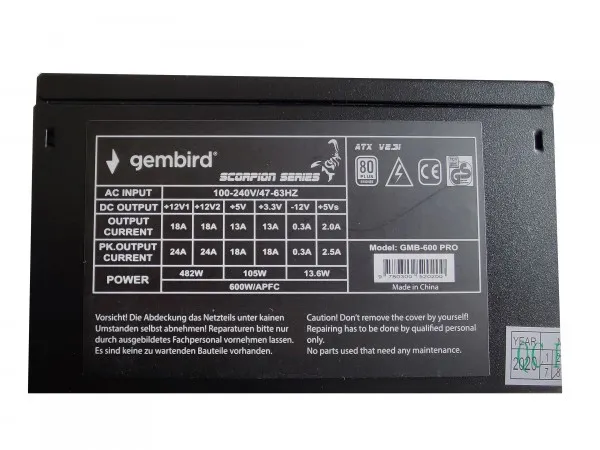 gembird®
SCORPION SERIES
ATX VE.31
80
PLUS
CE
AC INPUT 100-240V/47-63HZ
DC OUTPUT +12V1 +12V2 +5V +3.3V -12V +5Vs
OUTPUT CURRENT 18A 18A 13A 13A 0.3A 2.0A
PK.OUTPUT CURRENT 24A 24A 18A 18A 0.3A 2.5A
POWER 482W 105W 13.6W
600W/APFC
Model: GMB-600 PRO
Made in China
Vorsicht! Die Abdeckung das Netzteils unter kainen
Umstanden selbst abnehmen! Reparaturen bitte nur
durch ausgebildetes Fachpersonal vornehmen lassen.
Es sind keine zu wartenden Bauteile vorhanden.
Caution! Don't remove the cover by yourself!
Repairing has to be done by qualified personal
only.
No parts used that need any maintenance.
YEAR
2020